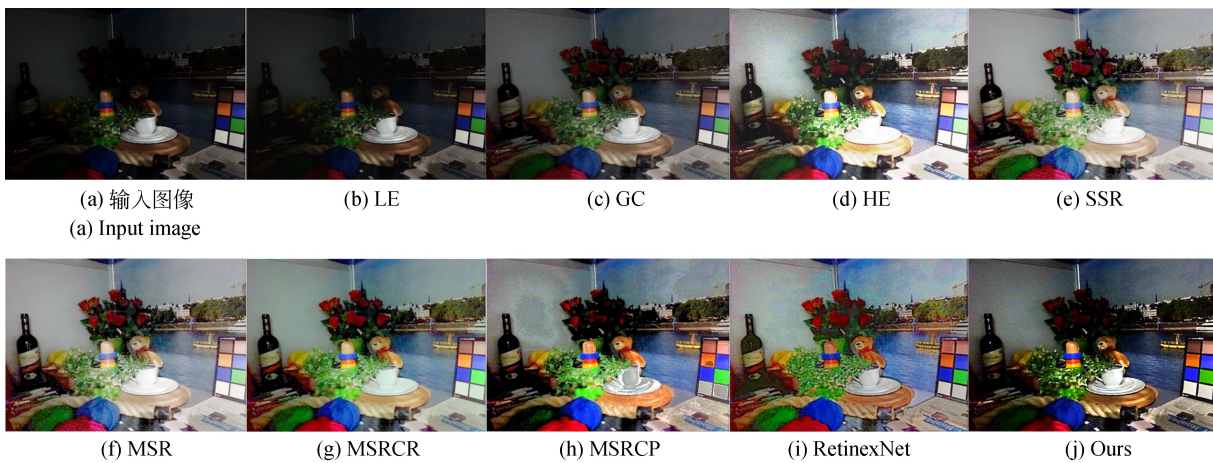 (a) 输入图像
(b) LE
(c) GC
(d) HE
(e) SSR
(a) Input image
(f) MSR
(g) MSRCR
(h) MSRCP
(i) RetinexNet
(j) Ours